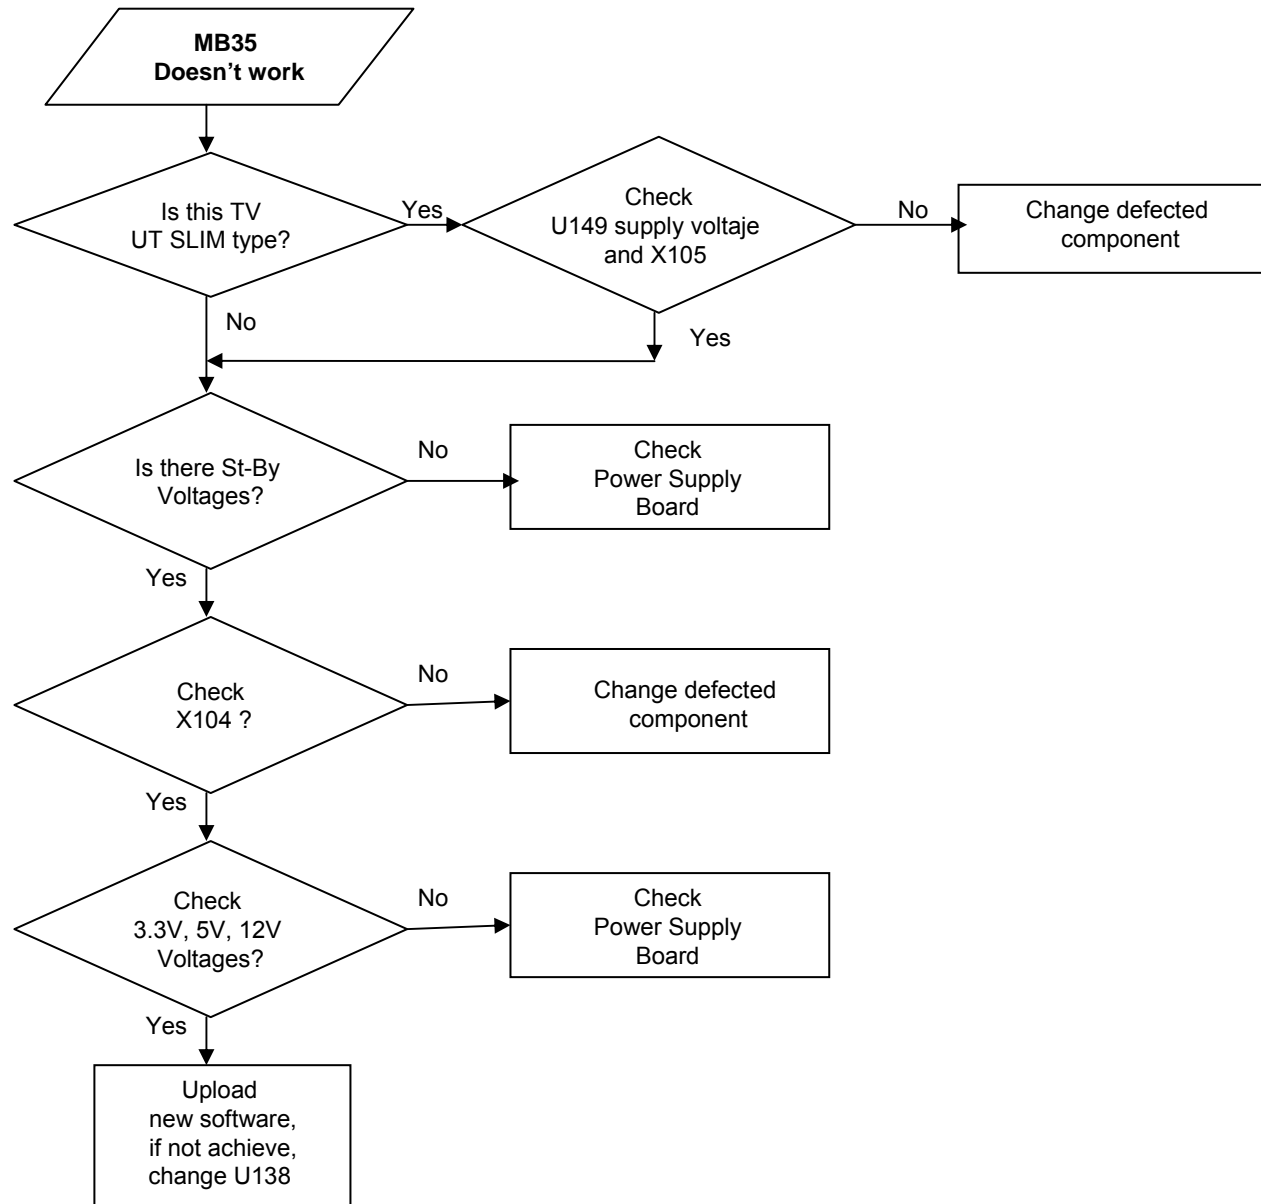 MB35
Doesn't work
Is this TV
UT SLIM type?
Yes
Check
U149 supply voltaje
and X105
No
Change defected
component
No
Yes
Is there St-By
Voltages?
No
Check
Power Supply
Board
Yes
Check
X104 ?
No
Change defected
component
Yes
Check
3.3V, 5V, 12V
Voltages?
No
Check
Power Supply
Board
Yes
Upload
new software,
if not achieve,
change U138